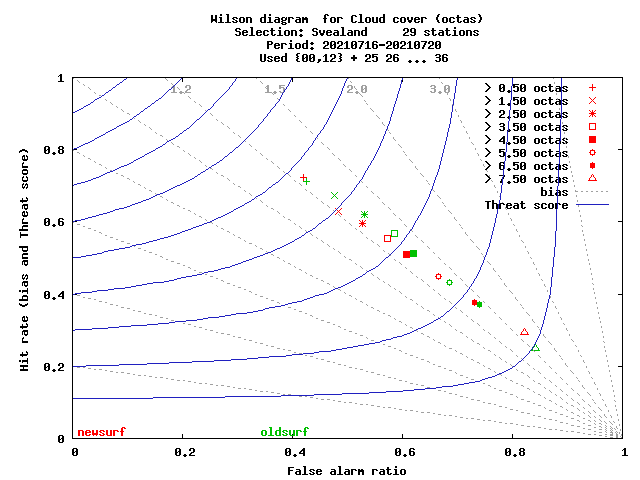 Wilson diagram  for Cloud cover (octas)
Selection: Svealand     29 stations
Period: 20210716-20210720
Used {00,12} + 25 26 ... 36
1.2 1.5 2.0 3.0
> 0.50 octas
> 1.50 octas
> 2.50 octas
> 3.50 octas
> 4.50 octas
> 5.50 octas
> 6.50 octas
> 7.50 octas
bias
Threat score
Hit rate (bias and Threat score)
1
0.8
0.6
0.4
0.2
0
newsurf oldsurf
0 0.2 0.4 0.6 0.8 1
False alarm ratio